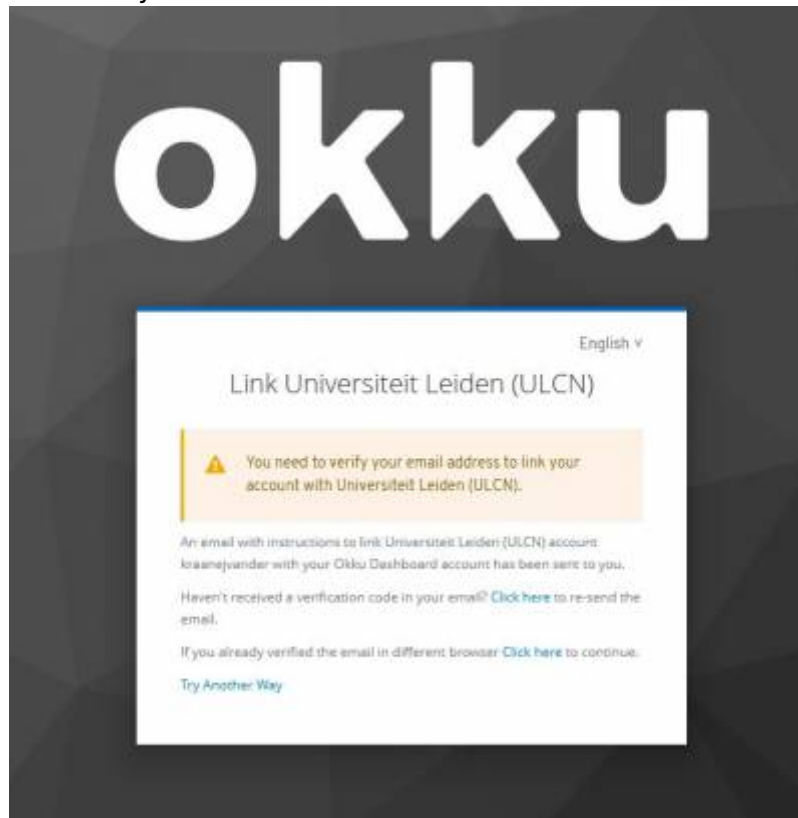 okku
English
Link Universiteit Leiden (ULCN)
You need to verify your email address to link your
account with Universiteit Leiden (ULCN).
An email with instructions to link Universiteit Leiden (ULCN) account
kraanejvander with your Okku Dashboard account has been sent to you.
Haven't received a verification code in your email? Click here to re-send the
email.
If you already verified the email in different browser Click here to continue.
Try Another Way